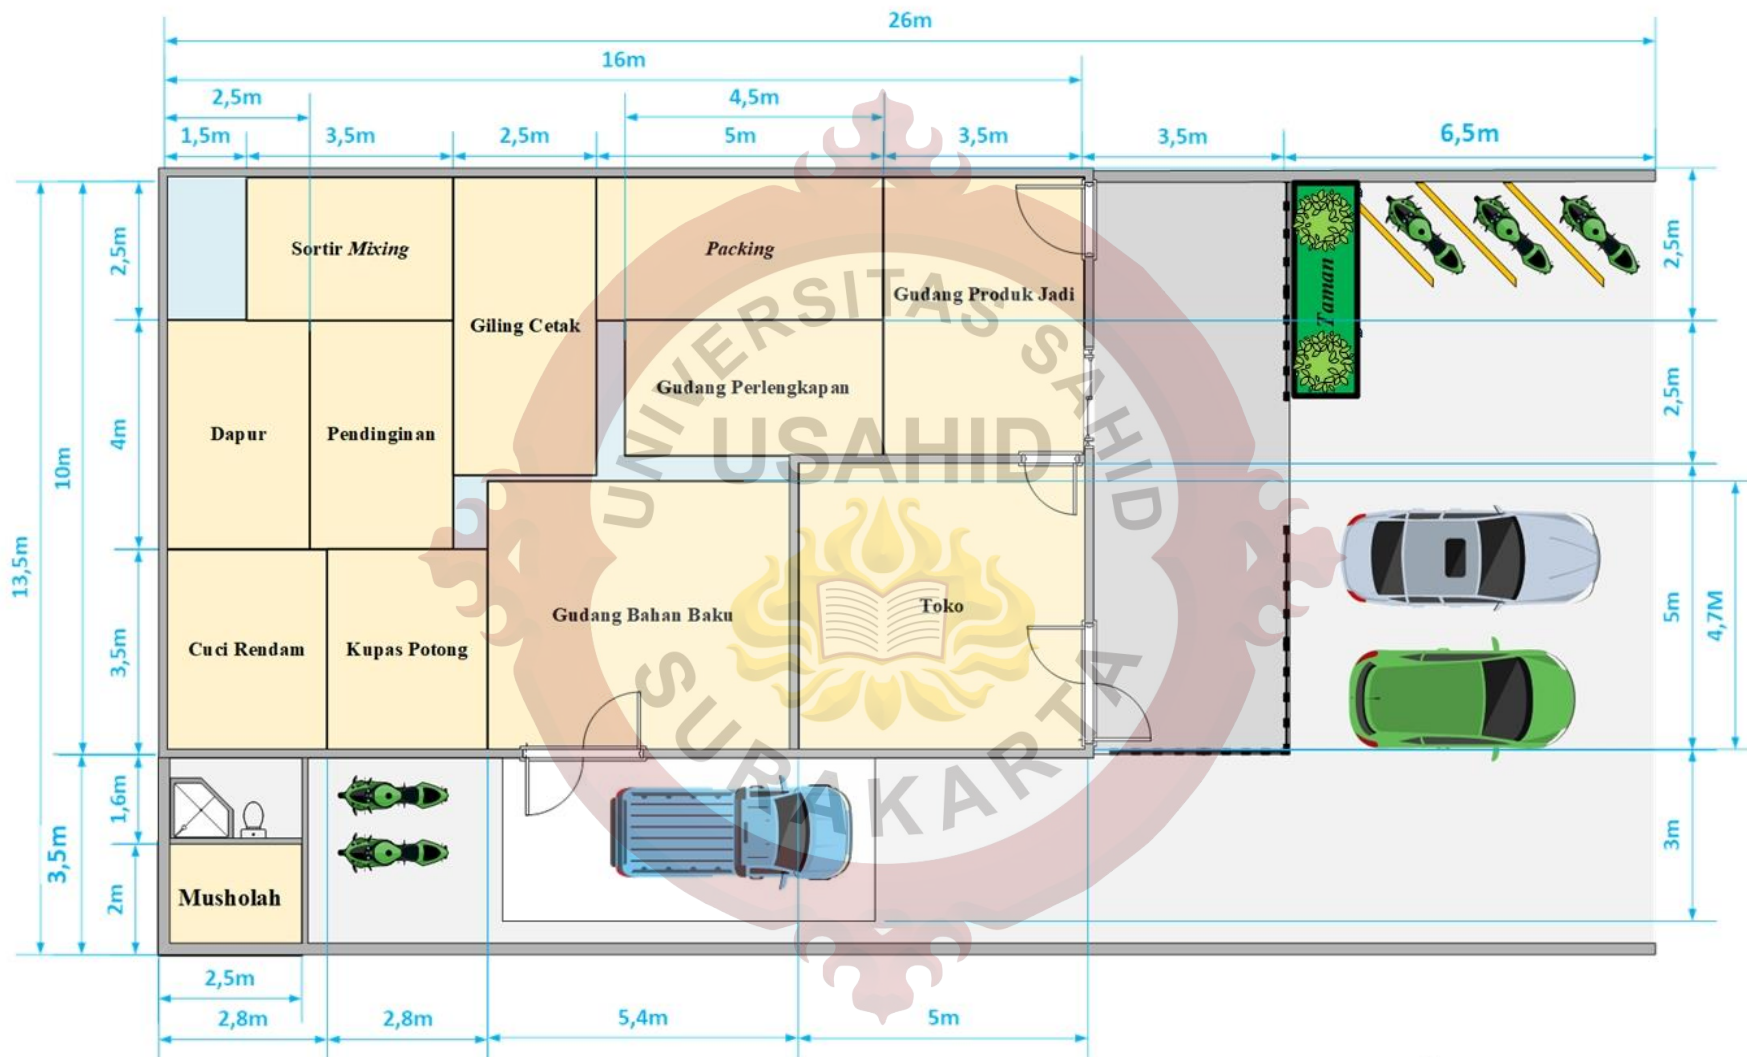 26m
16m
2,5m
4,5m
1,5m
3,5m
2,5m
5m
3,5m
3,5m
6,5m
Sortir Mixing
Packing
Gudang Produk Jadi
Giling Cetak
Gudang Perlengkapan
Dapur
Pendinginan
Taman
UNIVERSITAS SAHID
USAHID
SURAKARTA
Gudang Bahan Baku
Toko
Cuci Rendam
Kupas Potong
Musholah
13,5m
10m
3,5m
2,5m
4m
3,5m
1,6m
2m
2,5m
2,5m
5m
4,7M
3m
2,5m
2,8m
2,8m
5,4m
5m